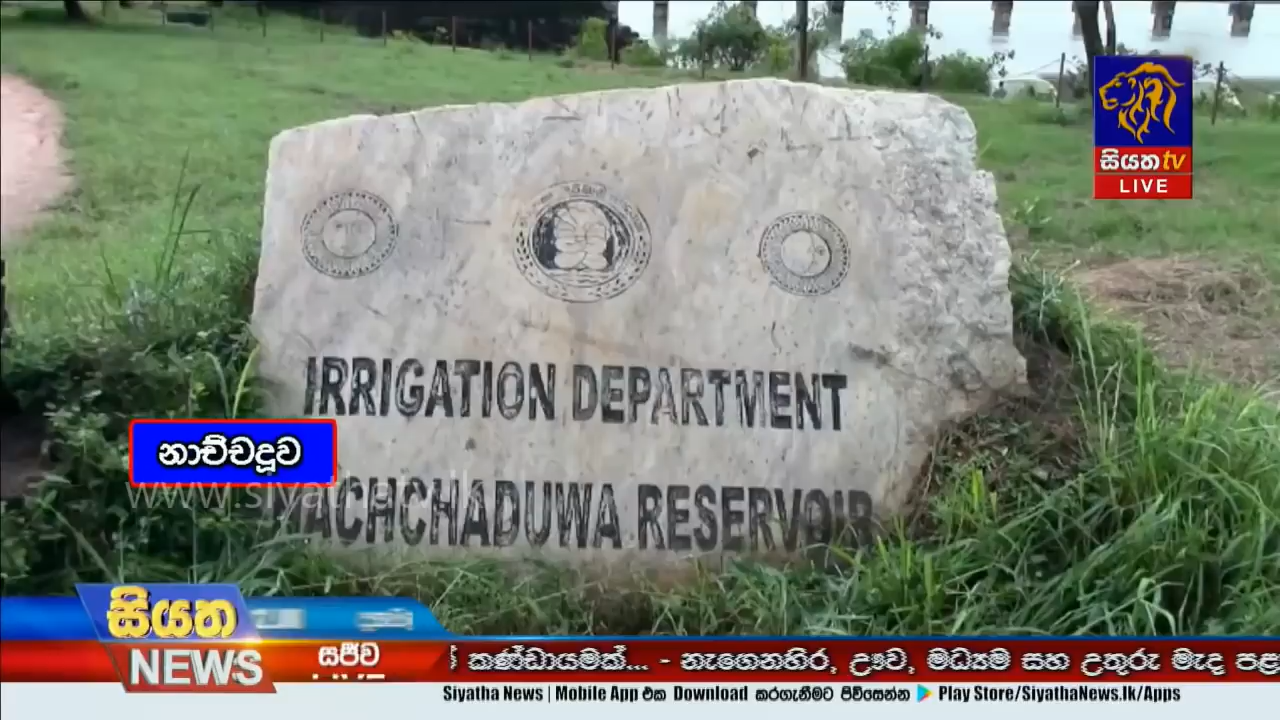 සියත tv
LIVE
IRRIGATION DEPARTMENT
නාච්චදූව
NACHCHADUWA RESERVOIR
සියත
NEWS
සජීව
කණ්ඩායමක්... - නැගෙනහිර, ඌව, මධ්‍යම සහ උතුරු මැද පළ
Siyatha News | Mobile App එක Download කරගැනීමට පිවිසෙන්න Play Store/SiyathaNews.lk/Apps